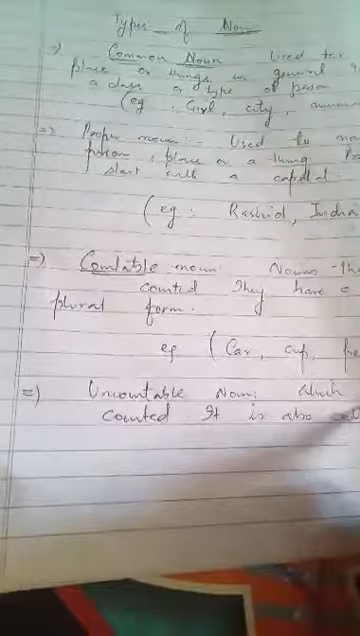 Types of Noun
=) Common Noun Used for
place or things in general.
a class or type of person
(eg : Girl, city,
=) Proper noun :- Used to
person, place or a thing
start with a capital
(eg : Rashid, India
=) Countable noun Nouns
counted They have a
plural form.
eg (Car, cup,
=) Uncountable Noun; which
counted. It is also